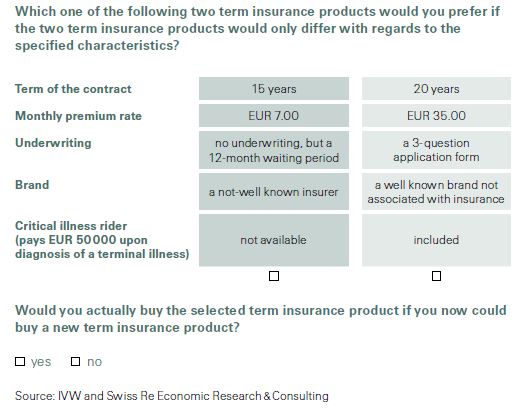 Which one of the following two term insurance products would you prefer if
the two term insurance products would only differ with regards to the
specified characteristics?
Term of the contract 15 years 20 years
Monthly premium rate EUR 7.00 EUR 35.00
Underwriting no underwriting, but a a 3-question
12-month waiting period application form
Brand a not-well known insurer a well known brand not
associated with insurance
Critical illness rider
(pays EUR 50 000 upon not available included
diagnosis of a terminal illness)
Would you actually buy the selected term insurance product if you now could
buy a new term insurance product?
yes no
Source: IVW and Swiss Re Economic Research & Consulting